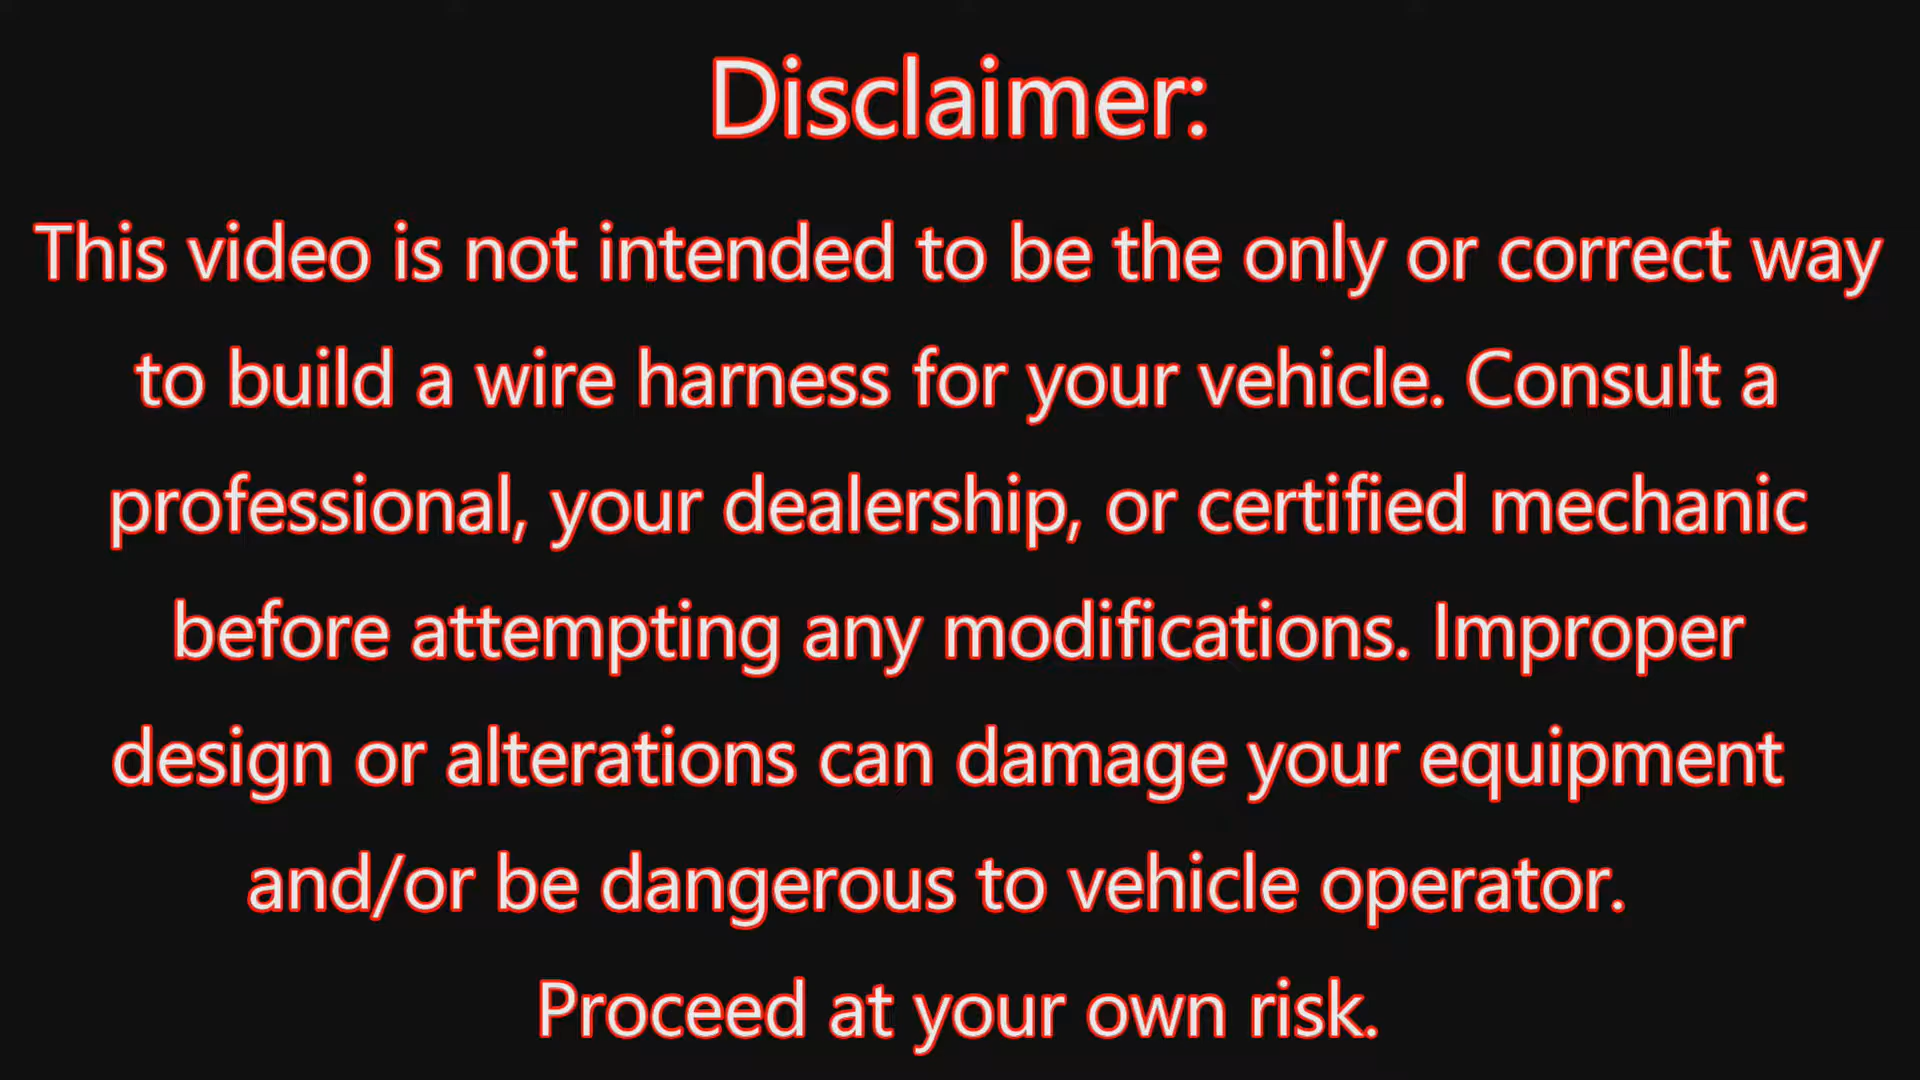 Disclaimer:
This video is not intended to be the only or correct way
to build a wire harness for your vehicle. Consult a
professional, your dealership, or certified mechanic
before attempting any modifications. Improper
design or alterations can damage your equipment
and/or be dangerous to vehicle operator.
Proceed at your own risk.